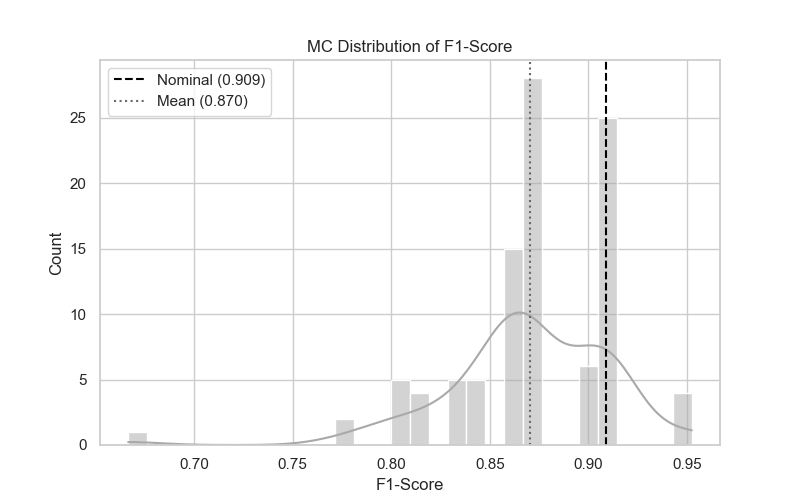 MC Distribution of F1-Score
Nominal (0.909)
Mean (0.870)
Count
25
20
15
10
5
0
0.70 0.75 0.80 0.85 0.90 0.95
F1-Score